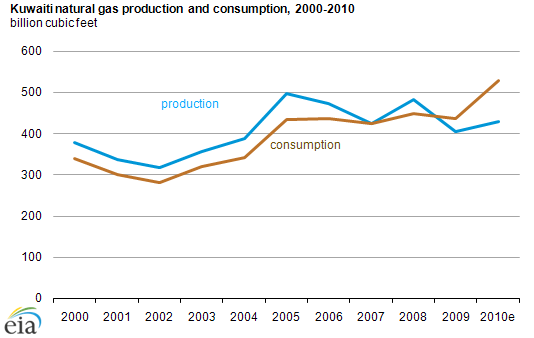 Kuwaiti natural gas production and consumption, 2000-2010
billion cubic feet
600
500
production
400
consumption
300
200
100
0
2000 2001 2002 2003 2004 2005 2006 2007 2008 2009 2010e
eia